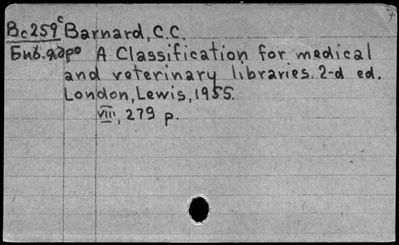 Bc259c Barnard, C.C.
Биб. ядро A Classification for medical
and veterinary libraries. 2-d ed.
London, Lewis, 1955.
VIII, 279 p.